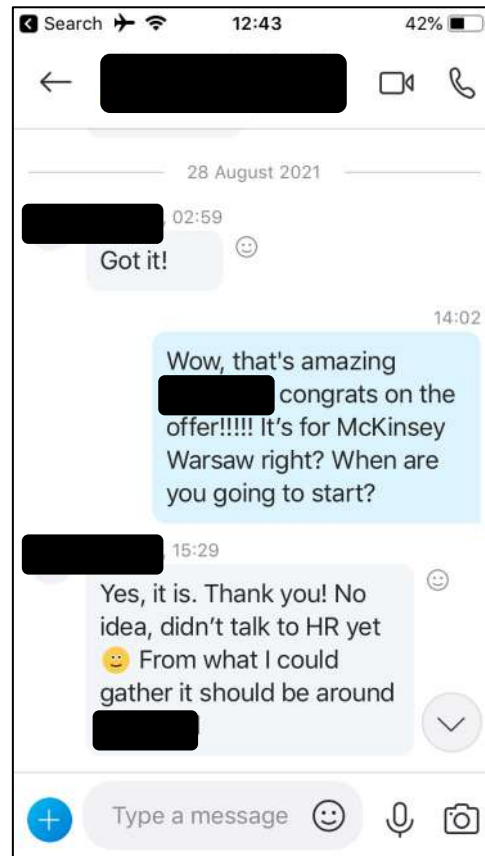 Search 12:43 42%
28 August 2021
, 02:59
Got it!
14:02
Wow, that's amazing
congrats on the
offer!!!!! It's for McKinsey
Warsaw right? When are
you going to start?
, 15:29
Yes, it is. Thank you! No
idea, didn't talk to HR yet
🙂 From what I could
gather it should be around
Type a message